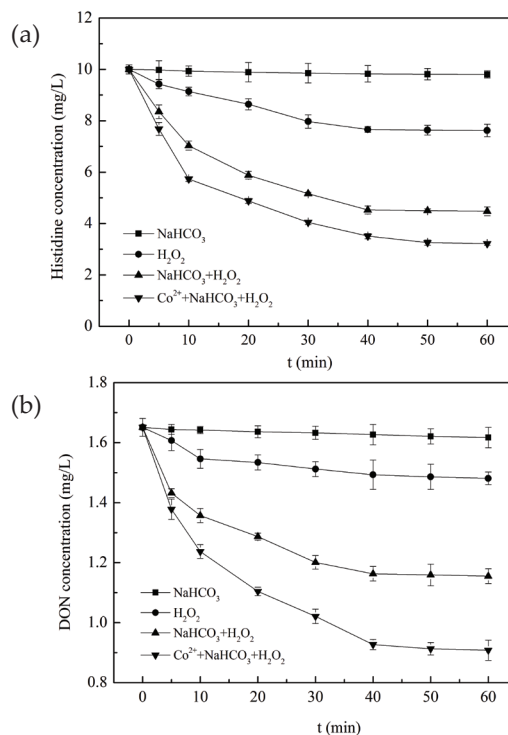 (a)
12
10
8
6
4
2
0
Histidine concentration (mg/L)
NaHCO₃
H₂O₂
NaHCO₃+H₂O₂
Co²⁺+NaHCO₃+H₂O₂
0 10 20 30 40 50 60
t (min)
(b)
1.8
1.6
1.4
1.2
1.0
0.8
DON concentration (mg/L)
NaHCO₃
H₂O₂
NaHCO₃+H₂O₂
Co²⁺+NaHCO₃+H₂O₂
0 10 20 30 40 50 60
t (min)